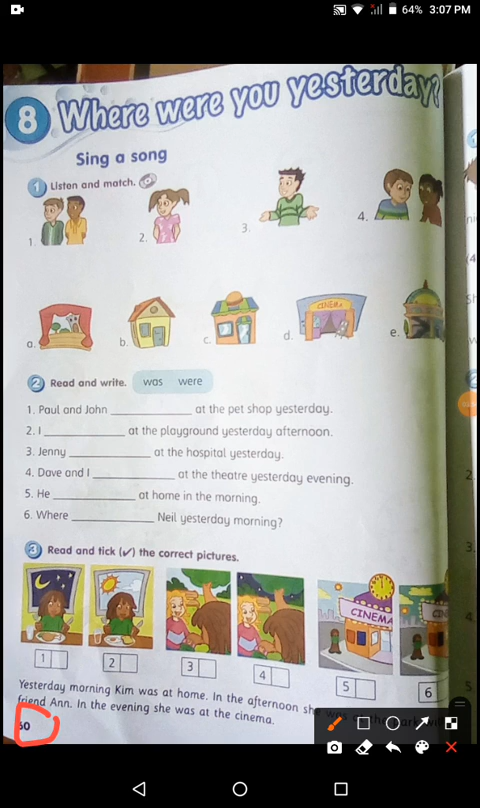 64% 3:07 PM
8 Where were you yesterday?
Sing a song
1 Listen and match.
1.
2.
3.
4.
CINEMA
a.
b.
c.
d.
e.
2 Read and write. was were
1. Paul and John ____________ at the pet shop yesterday.
2. I ____________ at the playground yesterday afternoon.
3. Jenny ____________ at the hospital yesterday.
4. Dave and I ____________ at the theatre yesterday evening.
5. He ____________ at home in the morning.
6. Where ____________ Neil yesterday morning?
3 Read and tick (✓) the correct pictures.
CINEMA
1
2
3
4
5
6
Yesterday morning Kim was at home. In the afternoon she was at the park
friend Ann. In the evening she was at the cinema.
60